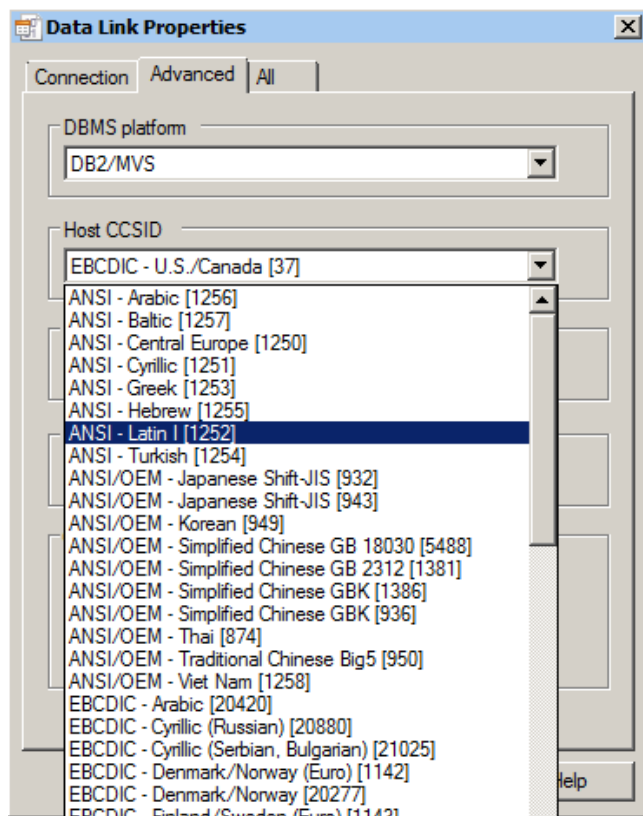 Data Link Properties
Connection Advanced All
DBMS platform
DB2/MVS
Host CCSID
EBCDIC - U.S./Canada [37]
ANSI - Arabic [1256]
ANSI - Baltic [1257]
ANSI - Central Europe [1250]
ANSI - Cyrillic [1251]
ANSI - Greek [1253]
ANSI - Hebrew [1255]
ANSI - Latin I [1252]
ANSI - Turkish [1254]
ANSI/OEM - Japanese Shift-JIS [932]
ANSI/OEM - Japanese Shift-JIS [943]
ANSI/OEM - Korean [949]
ANSI/OEM - Simplified Chinese GB 18030 [5488]
ANSI/OEM - Simplified Chinese GB 2312 [1381]
ANSI/OEM - Simplified Chinese GBK [1386]
ANSI/OEM - Simplified Chinese GBK [936]
ANSI/OEM - Thai [874]
ANSI/OEM - Traditional Chinese Big5 [950]
ANSI/OEM - Viet Nam [1258]
EBCDIC - Arabic [20420]
EBCDIC - Cyrillic (Russian) [20880]
EBCDIC - Cyrillic (Serbian, Bulgarian) [21025]
EBCDIC - Denmark/Norway (Euro) [1142]
Help
EBCDIC - Denmark/Norway [20277]
EBCDIC - Finland/Sweden (Euro) [1143]